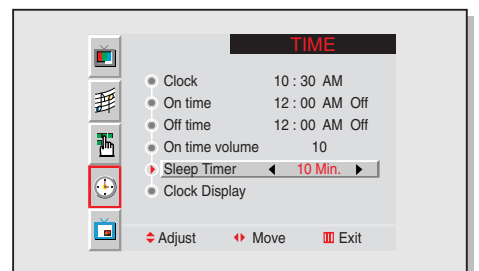 TIME
Clock 10 : 30 AM
On time 12 : 00 AM Off
Off time 12 : 00 AM Off
On time volume 10
Sleep Timer 10 Min.
Clock Display
Adjust Move Exit